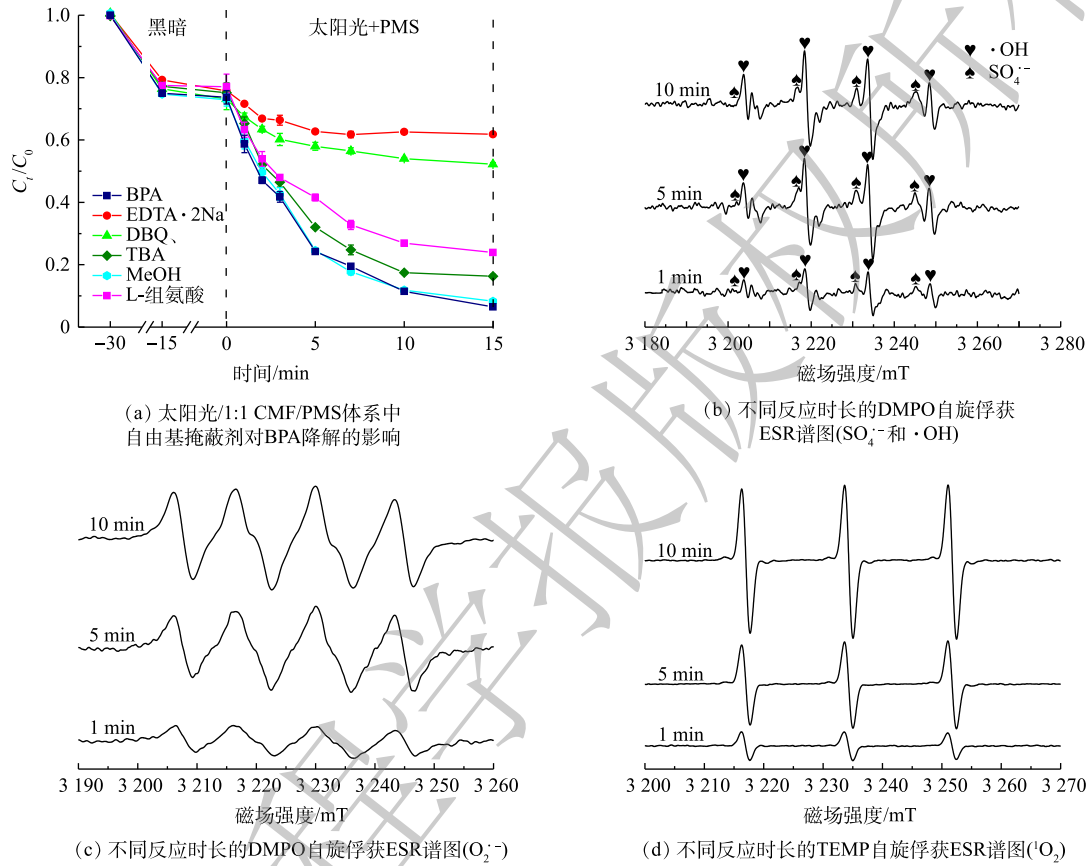 黑暗
太阳光+PMS
1.0
0.8
0.6
0.4
0.2
0
Ct/C0
BPA
EDTA·2Na
DBQ、
TBA
MeOH
L-组氨酸
−30
−15
0
5
10
15
时间/min
(a) 太阳光/1:1 CMF/PMS体系中
自由基掩蔽剂对BPA降解的影响
·OH
SO₄·⁻
10 min
5 min
1 min
3 180
3 200
3 220
3 240
3 260
3 280
磁场强度/mT
(b) 不同反应时长的DMPO自旋俘获
ESR谱图(SO₄·⁻和 ·OH)
10 min
5 min
1 min
3 190
3 210
3 220
3 230
3 240
3 250
3 260
磁场强度/mT
(c) 不同反应时长的DMPO自旋俘获ESR谱图(O₂·⁻)
10 min
5 min
1 min
3 200
3 210
3 220
3 230
3 240
3 250
3 260
3 270
磁场强度/mT
(d) 不同反应时长的TEMP自旋俘获ESR谱图(¹O₂)
程学报版权所